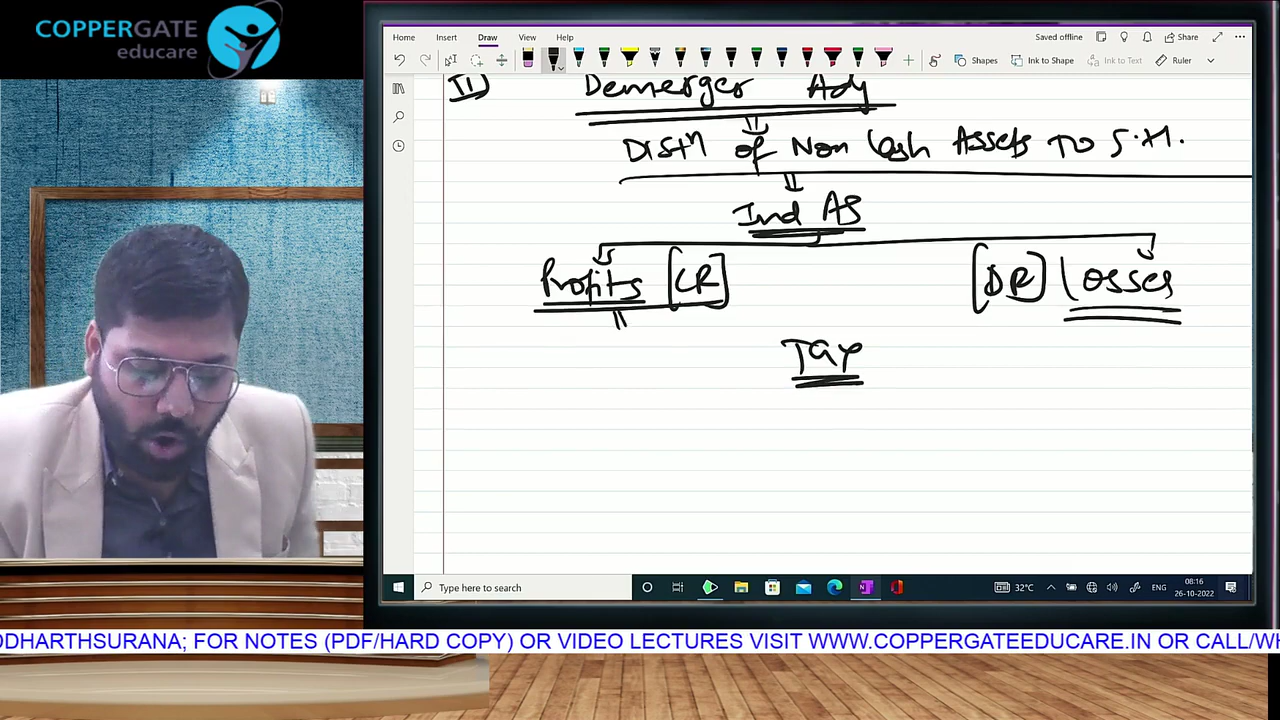 COPPERGATE
educare
Home Insert Draw View Help
Saved offline
Share
Shapes
Ink to Shape
Ink to Text
Math
Ruler
II)
Demerger Adj
Distn of Non Cash Assets To S.H.
Ind AS
Profits [CR]
[DR] Losses
Tax
Type here to search
32°C
ENG
08:16
26-10-2022
ODHARTHSURANA; FOR NOTES (PDF/HARD COPY) OR VIDEO LECTURES VISIT WWW.COPPERGATEEDUCARE.IN OR CALL/WH